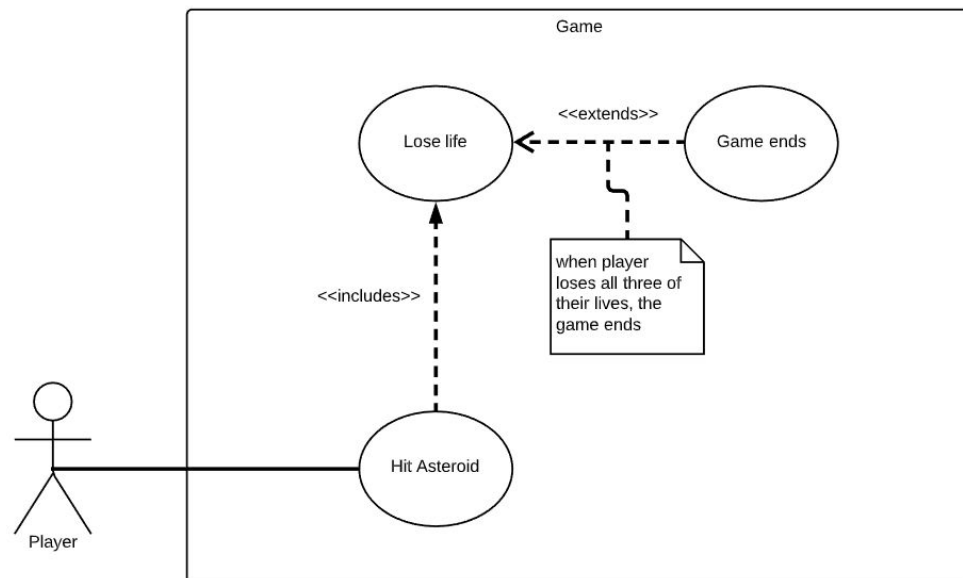 Game
Lose life
<<extends>>
Game ends
when player
loses all three of
their lives, the
game ends
<<includes>>
Hit Asteroid
Player